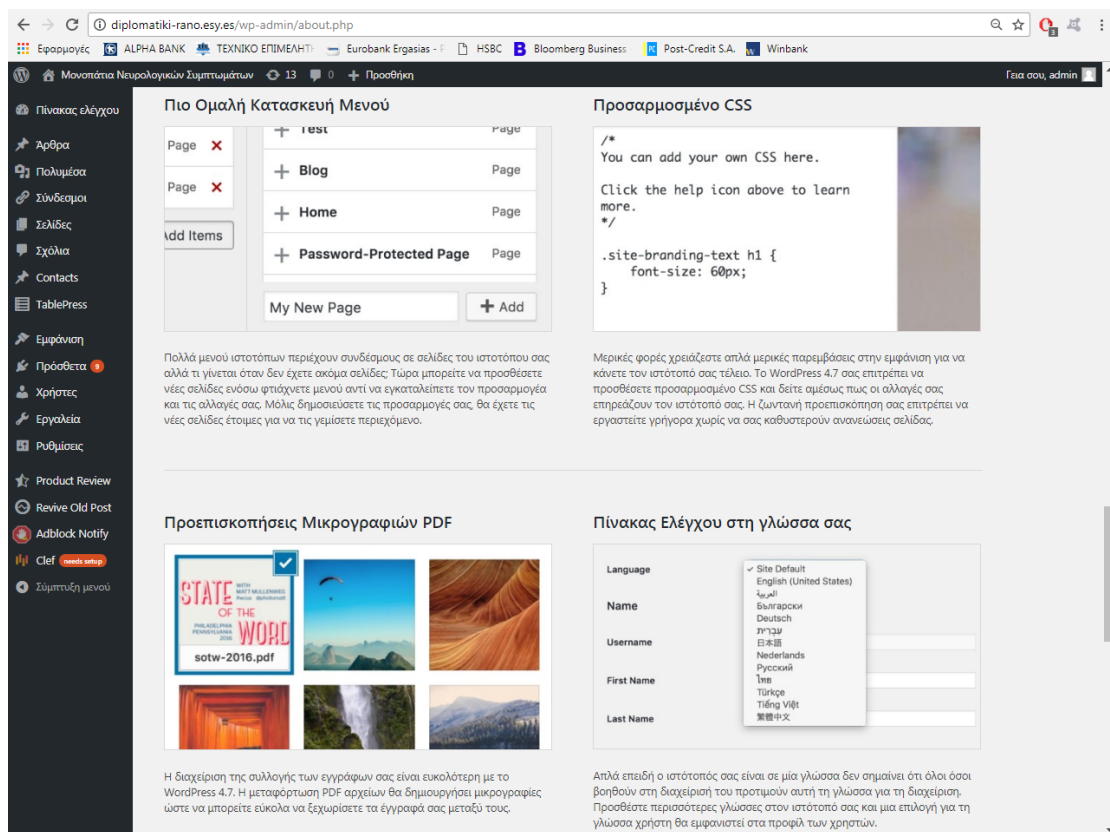 diplomatiki-rano.esy.es/wp-admin/about.php
Εφαρμογές ALPHA BANK ΤΕΧΝΙΚΟ ΕΠΙΜΕΛΗΤ Eurobank Ergasias - HSBC Bloomberg Business Post-Credit S.A. Winbank
Μονοπάτια Νευρολογικών Συμπτωμάτων 13 0 Προσθήκη Γεια σου, admin
Πίνακας ελέγχου
Άρθρα
Πολυμέσα
Σύνδεσμοι
Σελίδες
Σχόλια
Contacts
TablePress
Εμφάνιση
Πρόσθετα 9
Χρήστες
Εργαλεία
Ρυθμίσεις
Product Review
Revive Old Post
Adblock Notify
Clef needs setup
Σύμπτυξη μενού
Πιο Ομαλή Κατασκευή Μενού
Page
Page
Add Items
Test Page
Blog Page
Home Page
Password-Protected Page Page
My New Page + Add
Πολλά μενού ιστοτόπων περιέχουν συνδέσμους σε σελίδες του ιστοτόπου σας
αλλά τι γίνεται όταν δεν έχετε ακόμα σελίδες; Τώρα μπορείτε να προσθέσετε
νέες σελίδες ενόσω φτιάχνετε μενού αντί να εγκαταλείπετε τον προσαρμογέα
και τις αλλαγές σας. Μόλις δημοσιεύσετε τις προσαρμογές σας, θα έχετε τις
νέες σελίδες έτοιμες για να τις γεμίσετε περιεχόμενο.
Προσαρμοσμένο CSS
/*
You can add your own CSS here.
Click the help icon above to learn
more.
*/
.site-branding-text h1 {
font-size: 60px;
}
Μερικές φορές χρειάζεστε απλά μερικές παρεμβάσεις στην εμφάνιση για να
κάνετε τον ιστότοπό σας τέλειο. Το WordPress 4.7 σας επιτρέπει να
προσθέσετε προσαρμοσμένο CSS και δείτε αμέσως πως οι αλλαγές σας
επηρεάζουν τον ιστότοπό σας. Η ζωντανή προεπισκόπηση σας επιτρέπει να
εργαστείτε γρήγορα χωρίς να σας καθυστερούν ανανεώσεις σελίδας.
Προεπισκοπήσεις Μικρογραφιών PDF
STATE WITH
MATT MULLENWEG
OF THE
PHILADELPHIA
PENNSYLVANIA
2016 WORD
sotw-2016.pdf
Η διαχείριση της συλλογής των εγγράφων σας είναι ευκολότερη με το
WordPress 4.7. Η μεταφόρτωση PDF αρχείων θα δημιουργήσει μικρογραφίες
ώστε να μπορείτε εύκολα να ξεχωρίσετε τα έγγραφά σας μεταξύ τους.
Πίνακας Ελέγχου στη γλώσσα σας
Language
Name
Username
First Name
Last Name
✓ Site Default
English (United States)
العربية
Български
Deutsch
עִבְרִית
日本語
Nederlands
Русский
ไทย
Türkçe
Tiếng Việt
繁體中文
Απλά επειδή ο ιστότοπός σας είναι σε μία γλώσσα δεν σημαίνει ότι όλοι όσοι
βοηθούν στη διαχείρισή του προτιμούν αυτή τη γλώσσα για τη διαχείριση.
Προσθέστε περισσότερες γλώσσες στον ιστότοπό σας και μια επιλογή για τη
γλώσσα χρήστη θα εμφανιστεί στα προφίλ των χρηστών.